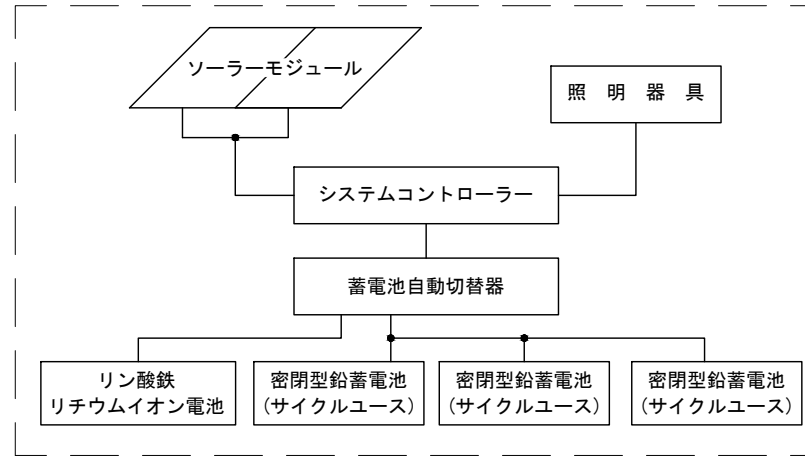 ソーラーモジュール
照 明 器 具
システムコントローラー
蓄電池自動切替器
リン酸鉄
リチウムイオン電池
密閉型鉛蓄電池
(サイクルユース)
密閉型鉛蓄電池
(サイクルユース)
密閉型鉛蓄電池
(サイクルユース)